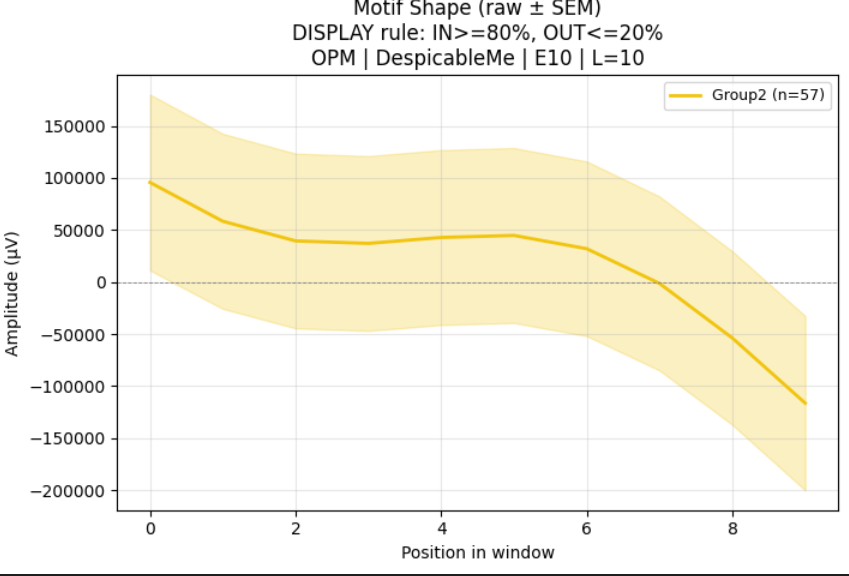 Motif Shape (raw ± SEM)
DISPLAY rule: IN>=80%, OUT<=20%
OPM | DespicableMe | E10 | L=10
Group2 (n=57)
150000
100000
50000
0
−50000
−100000
−150000
−200000
Amplitude (µV)
0 2 4 6 8
Position in window